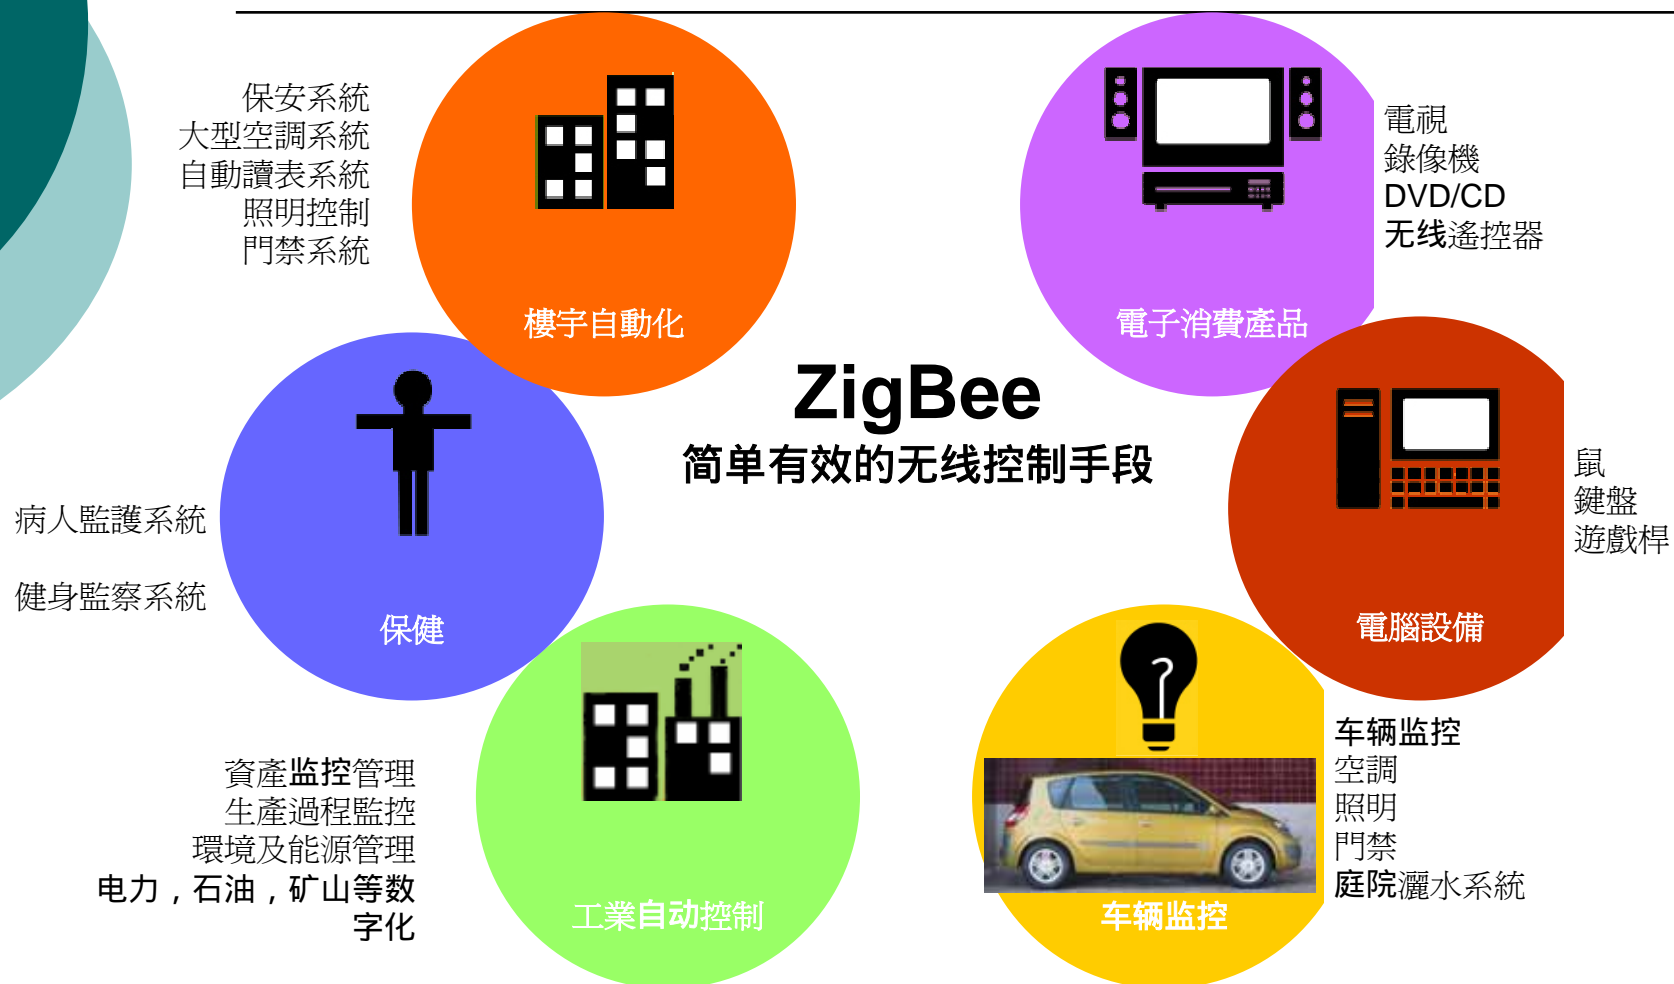 保安系統
大型空調系統
自動讀表系統
照明控制
門禁系統
樓宇自動化
電視
錄像機
DVD/CD
无线遙控器
電子消費產品
ZigBee
简单有效的无线控制手段
病人監護系統
健身監察系統
保健
鼠
鍵盤
遊戲桿
電腦設備
資產监控管理
生產過程監控
環境及能源管理
电力，石油，矿山等数
字化
工業自动控制
车辆监控
空調
照明
門禁
庭院灑水系統
车辆监控